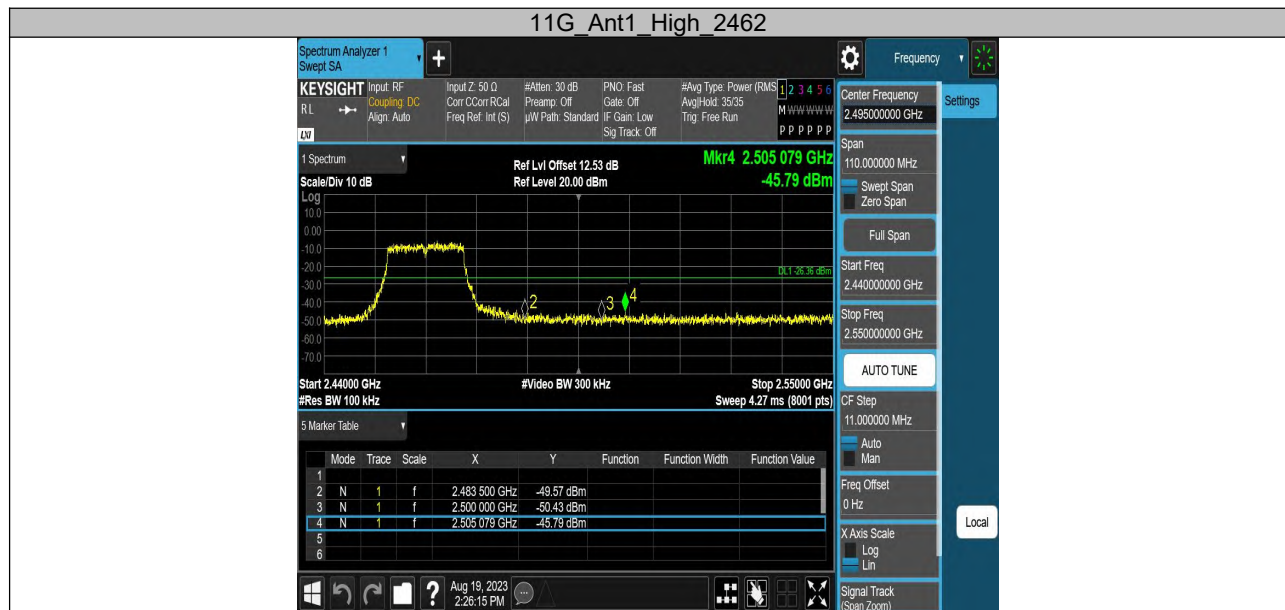 11G_Ant1_High_2462
Spectrum Analyzer 1
Swept SA
Frequency
KEYSIGHT
RL
LXI
Input: RF
Coupling: DC
Align: Auto
Input Z: 50 Ω
Corr CCorr RCal
Freq Ref: Int (S)
#Atten: 30 dB
Preamp: Off
µW Path: Standard
PNO: Fast
Gate: Off
IF Gain: Low
Sig Track: Off
#Avg Type: Power (RMS
Avg|Hold: 35/35
Trig: Free Run
1 2 3 4 5 6
M W W W W W
P P P P P P
1 Spectrum
Scale/Div 10 dB
Ref Lvl Offset 12.53 dB
Ref Level 20.00 dBm
Mkr4 2.505 079 GHz
-45.79 dBm
Log
10.0
0.00
-10.0
-20.0
-30.0
-40.0
-50.0
-60.0
-70.0
DL1 -26.36 dBm
2
3
4
Start 2.44000 GHz
#Video BW 300 kHz
Stop 2.55000 GHz
#Res BW 100 kHz
Sweep 4.27 ms (8001 pts)
5 Marker Table
Mode Trace Scale X Y Function Function Width Function Value
1
2 N 1 f 2.483 500 GHz -49.57 dBm
3 N 1 f 2.500 000 GHz -50.43 dBm
4 N 1 f 2.505 079 GHz -45.79 dBm
5
6
Aug 19, 2023
2:26:15 PM
Center Frequency
2.495000000 GHz
Settings
Span
110.000000 MHz
Swept Span
Zero Span
Full Span
Start Freq
2.440000000 GHz
Stop Freq
2.550000000 GHz
AUTO TUNE
CF Step
11.000000 MHz
Auto
Man
Freq Offset
0 Hz
Local
X Axis Scale
Log
Lin
Signal Track
(Span Zoom)